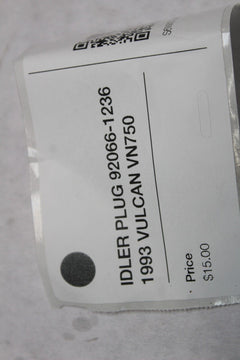 IDLER PLUG 92066-1236
1993 VULCAN VN750
Price
$15.00